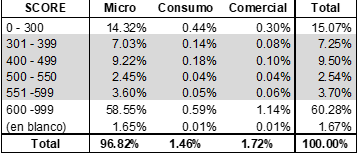 SCORE Micro Consumo Comercial Total
0 - 300 14.32% 0.44% 0.30% 15.07%
301 - 399 7.03% 0.14% 0.08% 7.25%
400 - 499 9.22% 0.18% 0.10% 9.50%
500 - 550 2.45% 0.04% 0.04% 2.54%
551 -599 3.60% 0.05% 0.06% 3.70%
600 -999 58.55% 0.59% 1.14% 60.28%
(en blanco) 1.65% 0.01% 0.01% 1.67%
Total 96.82% 1.46% 1.72% 100.00%